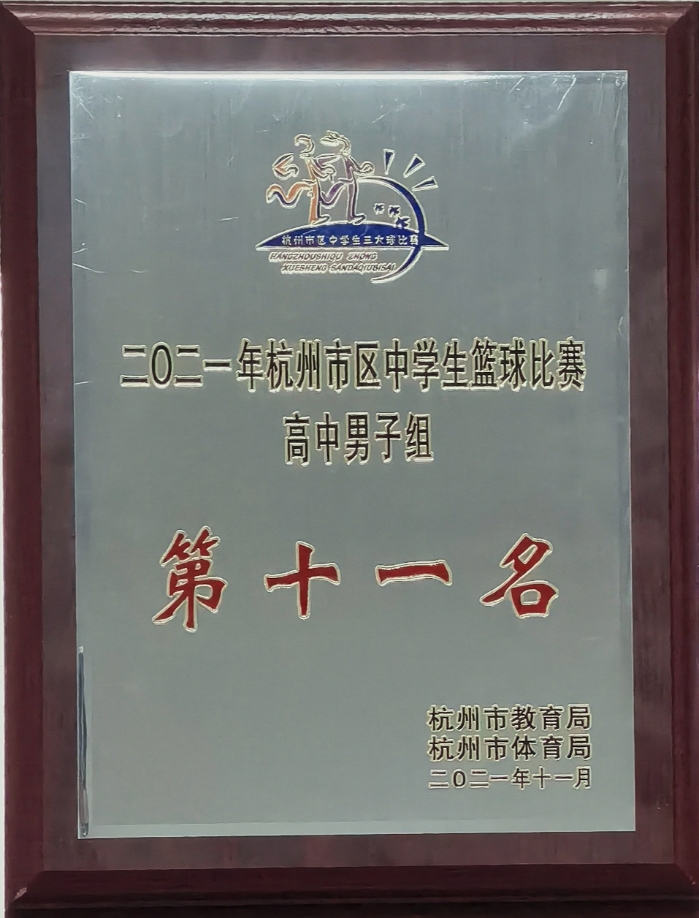 杭州市区中学生三大球比赛
HANGZHOUSHIQU ZHONG
XUESHENG SANDAQIUBISAI
二〇二一年杭州市区中学生篮球比赛
高中男子组
第十一名
杭州市教育局
杭州市体育局
二〇二一年十一月